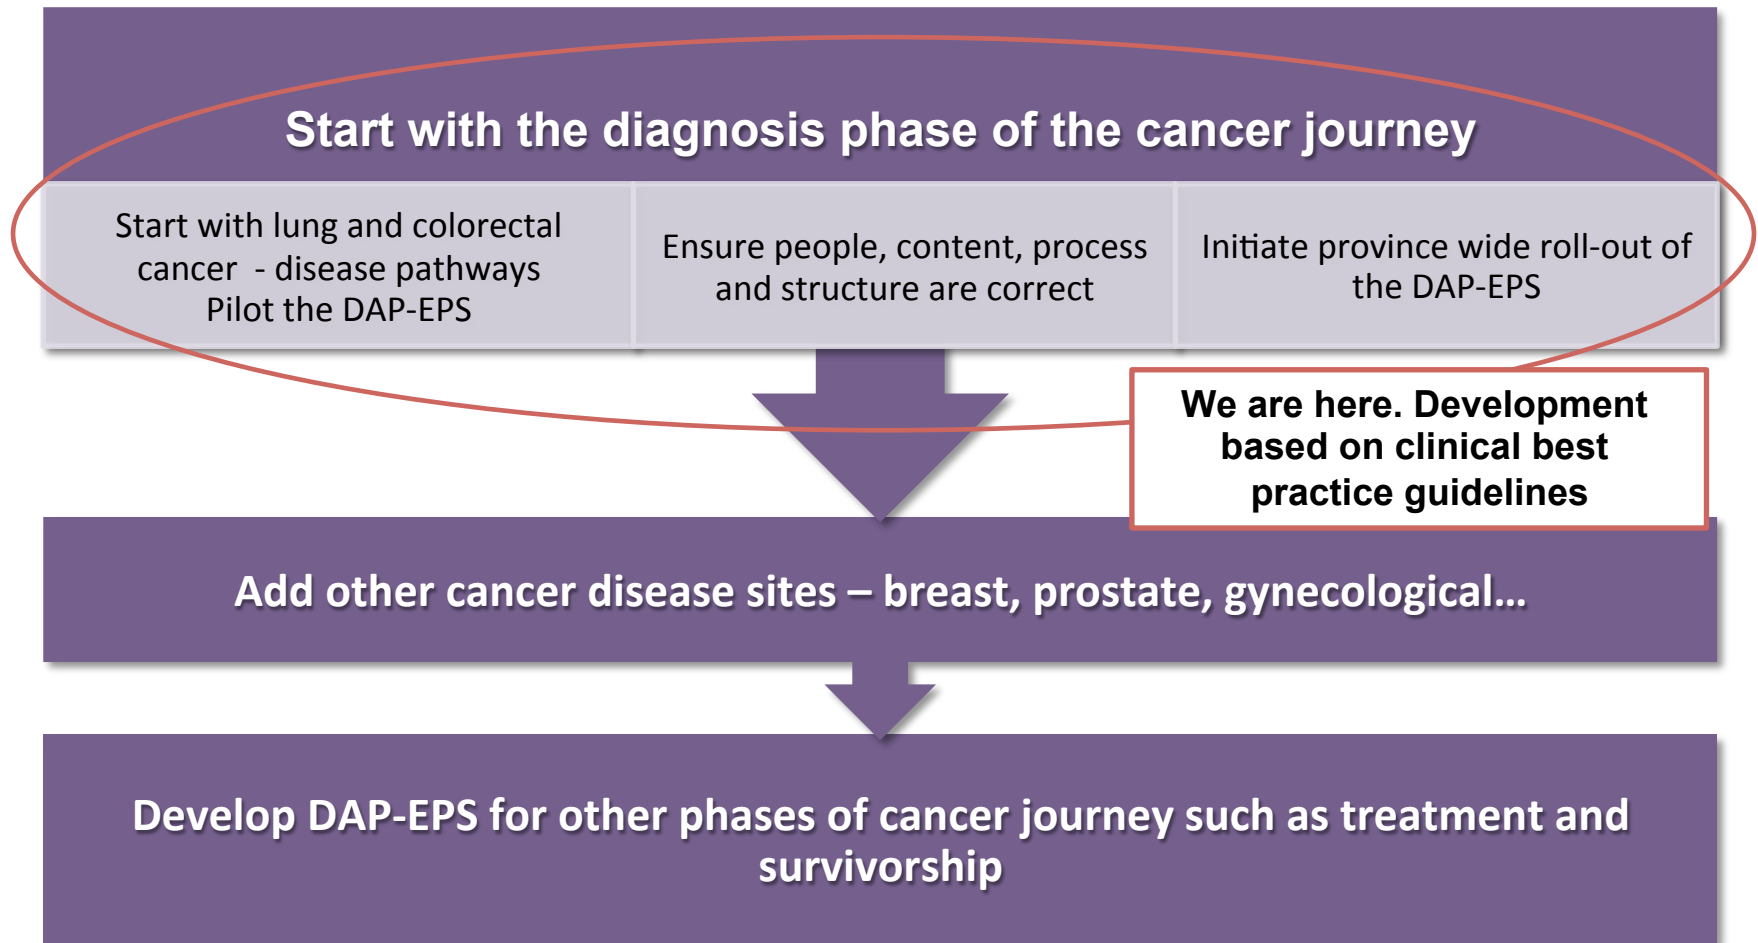 Start with the diagnosis phase of the cancer journey
Start with lung and colorectal
cancer  - disease pathways
Pilot the DAP-EPS
Ensure people, content, process
and structure are correct
Initiate province wide roll-out of
the DAP-EPS
We are here. Development
based on clinical best
practice guidelines
Add other cancer disease sites – breast, prostate, gynecological…
Develop DAP-EPS for other phases of cancer journey such as treatment and
survivorship